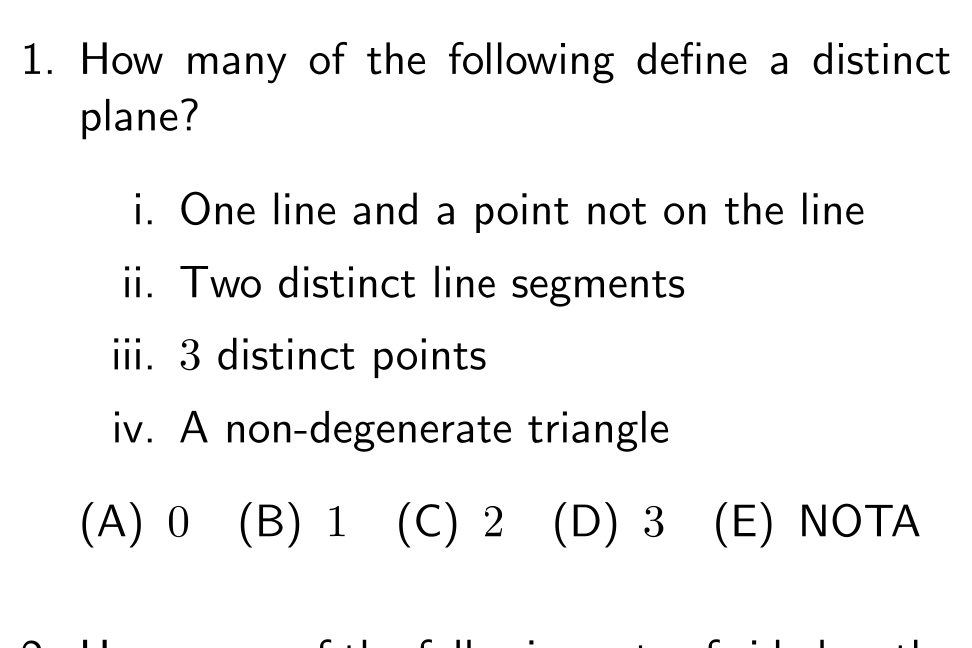 1. How many of the following define a distinct
plane?
i. One line and a point not on the line
ii. Two distinct line segments
iii. 3 distinct points
iv. A non-degenerate triangle
(A) 0 (B) 1 (C) 2 (D) 3 (E) NOTA